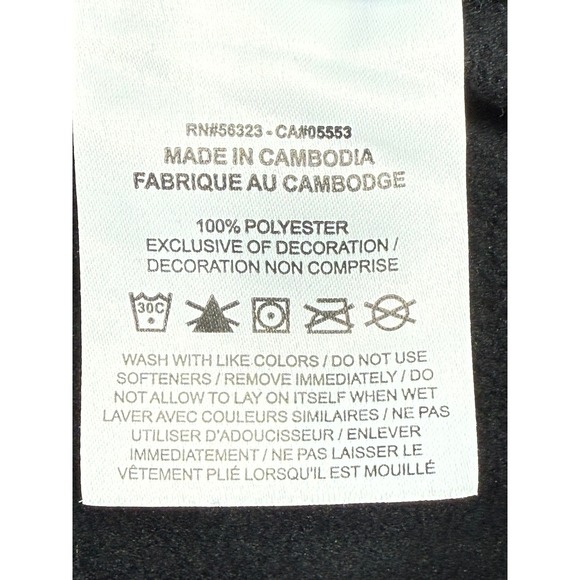 RN#56323 - CA#05553
MADE IN CAMBODIA
FABRIQUE AU CAMBODGE
100% POLYESTER
EXCLUSIVE OF DECORATION /
DECORATION NON COMPRISE
30C
WASH WITH LIKE COLORS / DO NOT USE
SOFTENERS / REMOVE IMMEDIATELY / DO
NOT ALLOW TO LAY ON ITSELF WHEN WET
LAVER AVEC COULEURS SIMILAIRES / NE PAS
UTILISER D'ADOUCISSEUR / ENLEVER
IMMEDIATEMENT / NE PAS LAISSER LE
VÊTEMENT PLIÉ LORSQU'IL EST MOUILLÉ